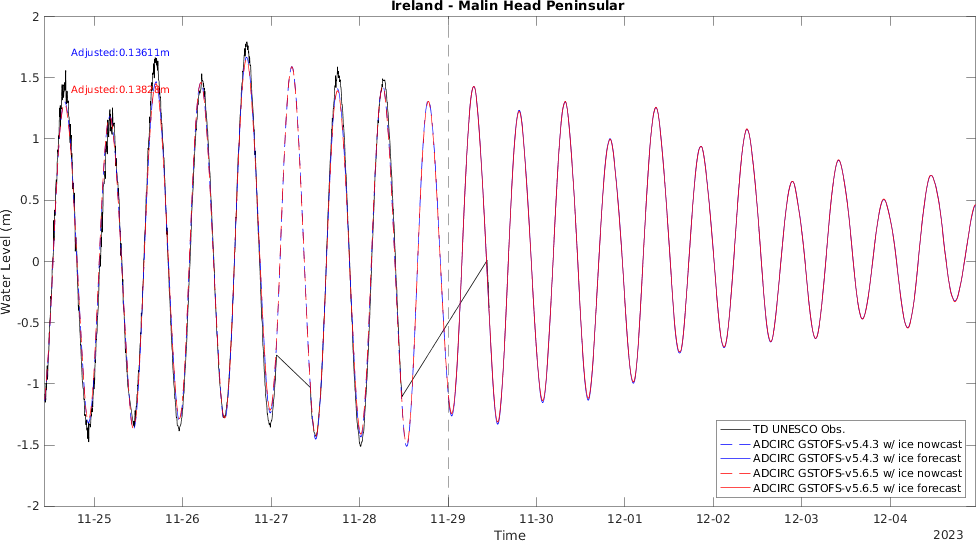 Ireland - Malin Head Peninsular
2
1.5
1
0.5
0
-0.5
-1
-1.5
-2
Water Level (m)
Adjusted:0.13611m
TD UNESCO Obs.
ADCIRC GSTOFS-v5.4.3 w/ ice nowcast
ADCIRC GSTOFS-v5.4.3 w/ ice forecast
ADCIRC GSTOFS-v5.6.5 w/ ice nowcast
ADCIRC GSTOFS-v5.6.5 w/ ice forecast
11-25 11-26 11-27 11-28 11-29 11-30 12-01 12-02 12-03 12-04
Time
2023